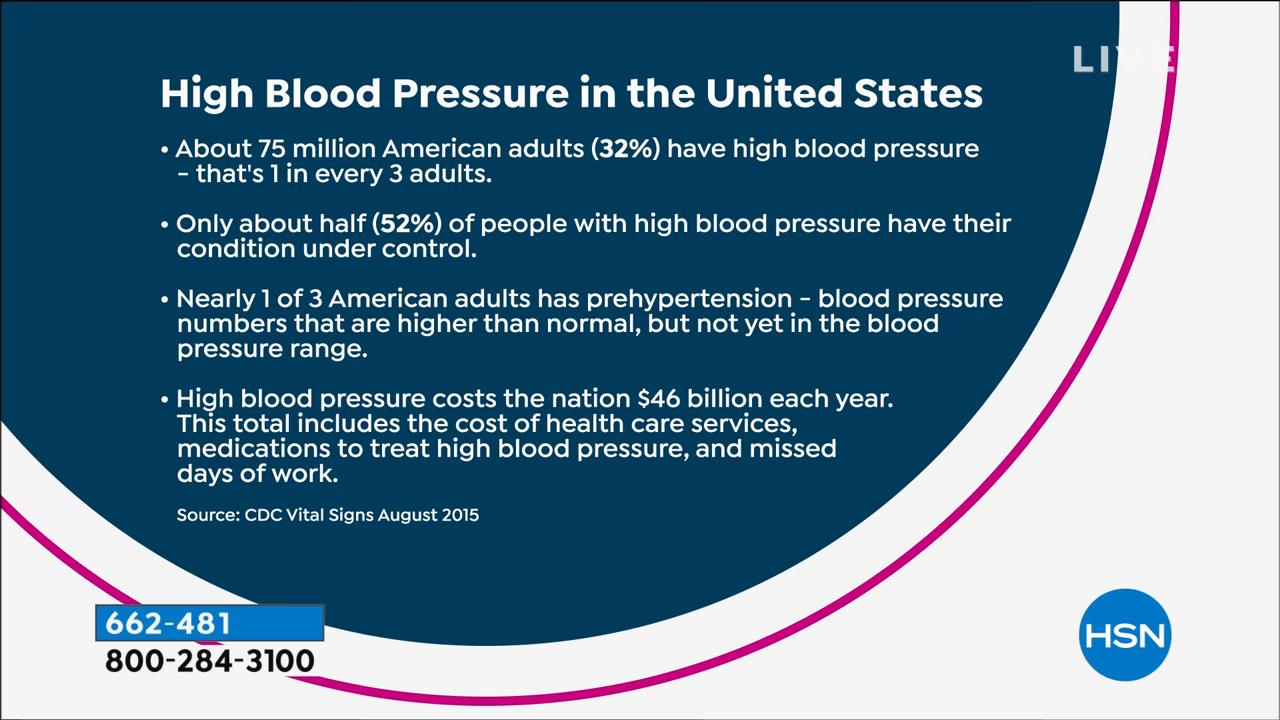 LIVE
High Blood Pressure in the United States
• About 75 million American adults (32%) have high blood pressure
- that's 1 in every 3 adults.
• Only about half (52%) of people with high blood pressure have their
condition under control.
• Nearly 1 of 3 American adults has prehypertension - blood pressure
numbers that are higher than normal, but not yet in the blood
pressure range.
• High blood pressure costs the nation $46 billion each year.
This total includes the cost of health care services,
medications to treat high blood pressure, and missed
days of work.
Source: CDC Vital Signs August 2015
662-481
800-284-3100
HSN